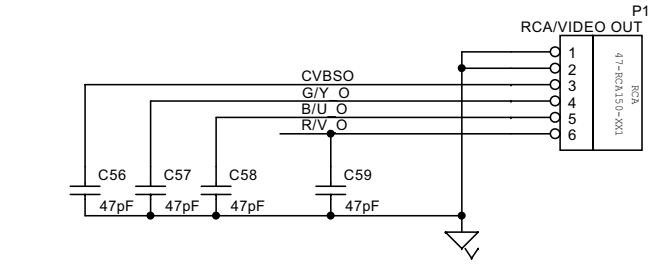 P1
RCA/VIDEO OUT
1
2
CVBSO
3
G/Y_O
4
B/U_O
5
R/V_O
6
RCA
47-RCA150-XX1
C56
C57
C58
C59
47pF
47pF
47pF
47pF